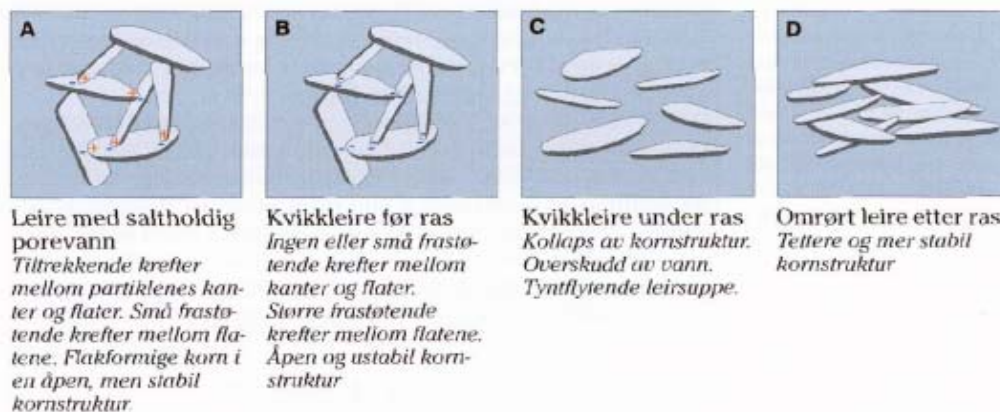 A
Leire med saltholdig
porevann
Tiltrekkende krefter
mellom partiklenes kan-
ter og flater. Små frastø-
tende krefter mellom fla-
tene. Flakformige korn i
en åpen, men stabil
kornstruktur.
B
Kvikkleire før ras
Ingen eller små frastø-
tende krefter mellom
kanter og flater.
Større frastøtende
krefter mellom flatene.
Åpen og ustabil korn-
struktur
C
Kvikkleire under ras
Kollaps av kornstruktur.
Overskudd av vann.
Tyntflytende leirsuppe.
D
Omrørt leire etter ras
Tettere og mer stabil
kornstruktur